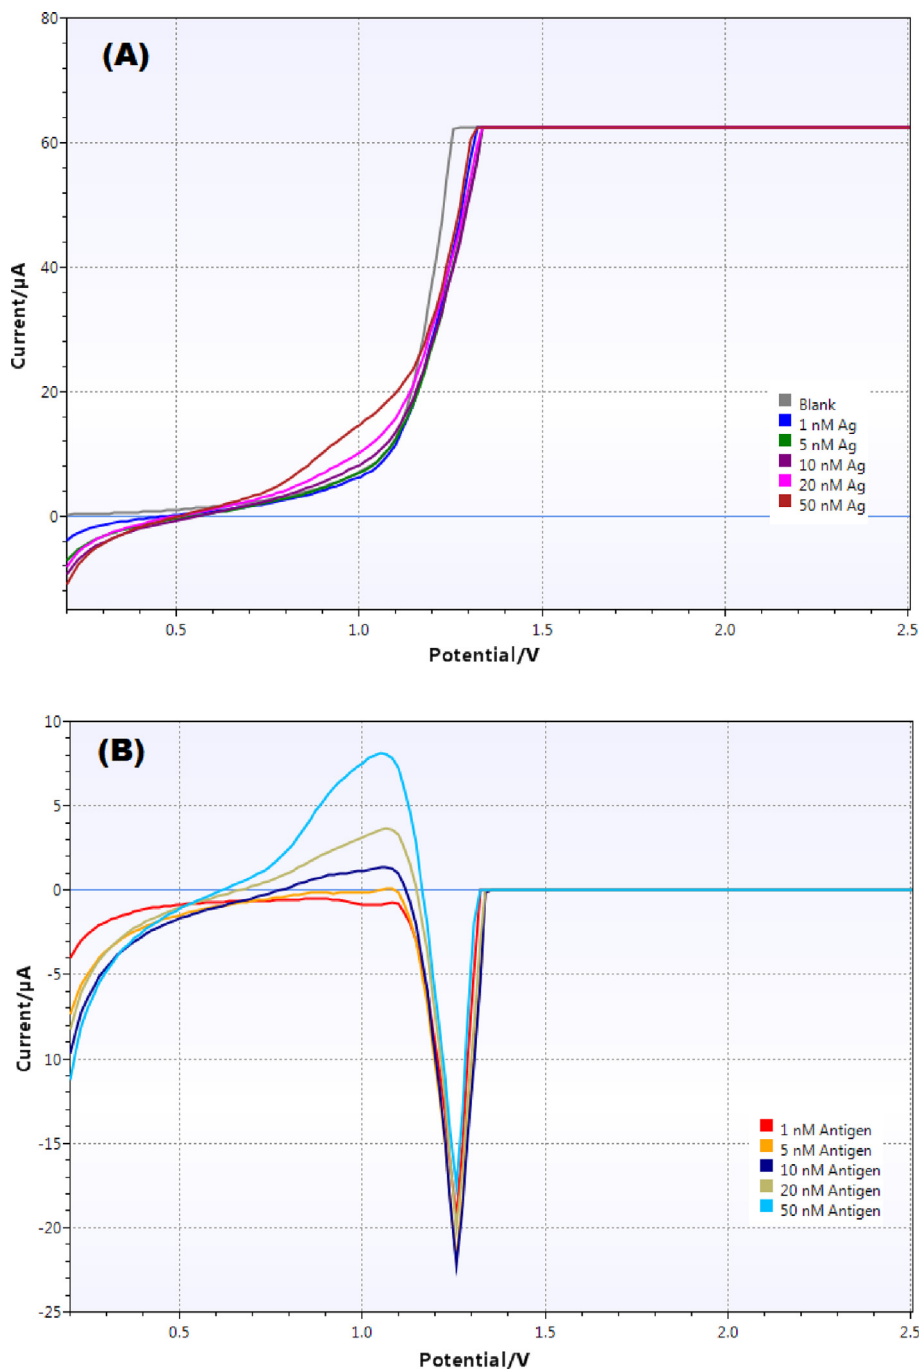 (A)
80
60
40
20
0
Current/µA
Blank
1 nM Ag
5 nM Ag
10 nM Ag
20 nM Ag
50 nM Ag
0.5 1.0 1.5 2.0 2.5
Potential/V
(B)
10
5
0
-5
10
-15
-20
-25
Current/µA
1 nM Antigen
5 nM Antigen
10 nM Antigen
20 nM Antigen
50 nM Antigen
0.5 1.0 1.5 2.0 2.5
Potential/V